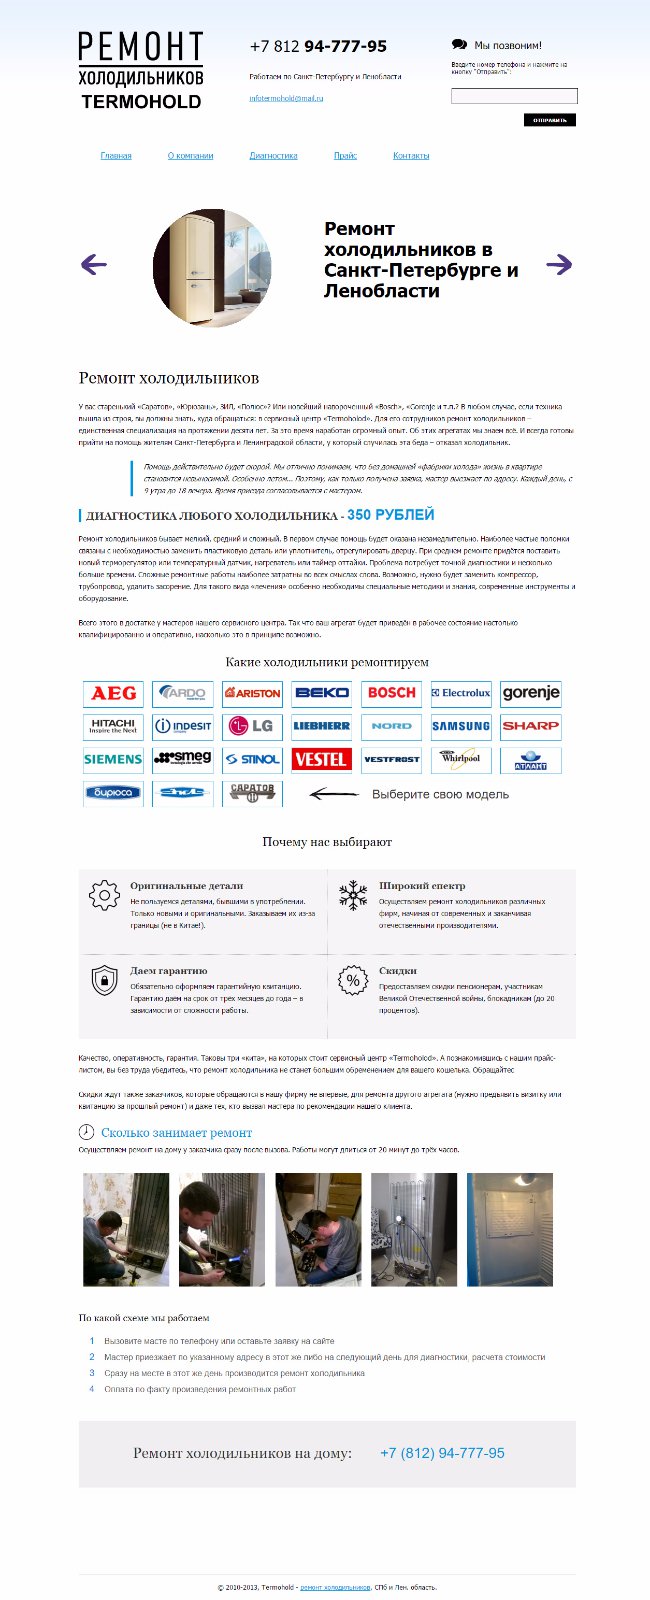 РЕМОНТ
ХОЛОДИЛЬНИКОВ
TERMOHOLD
+7 812 94-777-95
Работаем по Санкт-Петербургу и Ленобласти
infotermohold@mail.ru
Мы позвоним!
Введите номер телефона и нажмите на
кнопку "Отправить":
ОТПРАВИТЬ
Главная
О компании
Диагностика
Прайс
Контакты
Ремонт
холодильников в
Санкт-Петербурге и
Ленобласти
Ремонт холодильников
У вас старенький «Саратов», «Юрюзань», ЗИЛ, «Полюс»? Или новейший навороченный «Bosch», «Gorenje и т.п.? В любом случае, если техника
вышла из строя, вы должны знать, куда обращаться: в сервисный центр «Termoholod». Для его сотрудников ремонт холодильников –
единственная специализация на протяжении десяти лет. За это время наработан огромный опыт. Об этих агрегатах мы знаем всё. И всегда готовы
прийти на помощь жителям Санкт-Петербурга и Ленинградской области, у который случилась эта беда – отказал холодильник.
Помощь действительно будет скорой. Мы отлично понимаем, что без домашней «фабрики холода» жизнь в квартире
становится невыносимой. Особенно летом... Поэтому, как только получена заявка, мастер выезжает по адресу. Каждый день, с
9 утра до 18 вечера. Время приезда согласовывается с мастером.
ДИАГНОСТИКА ЛЮБОГО ХОЛОДИЛЬНИКА - 350 РУБЛЕЙ
Ремонт холодильников бывает мелкий, средний и сложный. В первом случае помощь будет оказана незамедлительно. Наиболее частые поломки
связаны с необходимостью заменить пластиковую деталь или уплотнитель, отрегулировать дверцу. При среднем ремонте придётся поставить
новый терморегулятор или температурный датчик, нагреватель или таймер оттайки. Проблема потребует точной диагностики и несколько
больше времени. Сложные ремонтные работы наиболее затратны во всех смыслах слова. Возможно, нужно будет заменить компрессор,
трубопровод, удалить засорение. Для такого вида «лечения» особенно необходимы специальные методики и знания, современные инструменты и
оборудование.
Всего этого в достатке у мастеров нашего сервисного центра. Так что ваш агрегат будет приведён в рабочее состояние настолько
квалифицированно и оперативно, насколько это в принципе возможно.
Какие холодильники ремонтируем
AEG ARDO ARISTON BEKO BOSCH Electrolux gorenje
HITACHI Inspire the Next INDESIT LG LIEBHERR NORD SAMSUNG SHARP
SIEMENS smeg STINOL VESTEL VESTFROST Whirlpool АТЛАНТ
бирюса ЗИЛ САРАТОВ Выберите свою модель
Почему нас выбирают
Оригинальные детали
Не пользуемся деталями, бывшими в употреблении.
Только новыми и оригинальными. Заказываем их из-за
границы (не в Китае!).
Широкий спектр
Осуществляем ремонт холодильников различных
фирм, начиная от современных и заканчивая
отечественными производителями.
Даем гарантию
Обязательно оформляем гарантийную квитанцию.
Гарантию даём на срок от трёх месяцев до года – в
зависимости от сложности работы.
%
Скидки
Предоставляем скидки пенсионерам, участникам
Великой Отечественной войны, блокадникам (до 20
процентов).
Качество, оперативность, гарантия. Таковы три «кита», на которых стоит сервисный центр «Termoholod». А познакомившись с нашим прайс-
листом, вы без труда убедитесь, что ремонт холодильника не станет большим обременением для вашего кошелька. Обращайтес
Скидки ждут также заказчиков, которые обращаются в нашу фирму не впервые, для ремонта другого агрегата (нужно предъявить визитку или
квитанцию за прошлый ремонт) и даже тех, кто вызвал мастера по рекомендации нашего клиента.
Сколько занимает ремонт
Осуществляем ремонт на дому у заказчика сразу после вызова. Работы могут длиться от 20 минут до трёх часов.
По какой схеме мы работаем
1 Вызовите масте по телефону или оставьте заявку на сайте
2 Мастер приезжает по указанному адресу в этот же либо на следующий день для диагностики, расчета стоимости
3 Сразу на месте в этот же день производится ремонт холодильника
4 Оплата по факту произведения ремонтных работ
Ремонт холодильников на дому: +7 (812) 94-777-95
© 2010-2013, Termohold - ремонт холодильников. СПб и Лен. область.